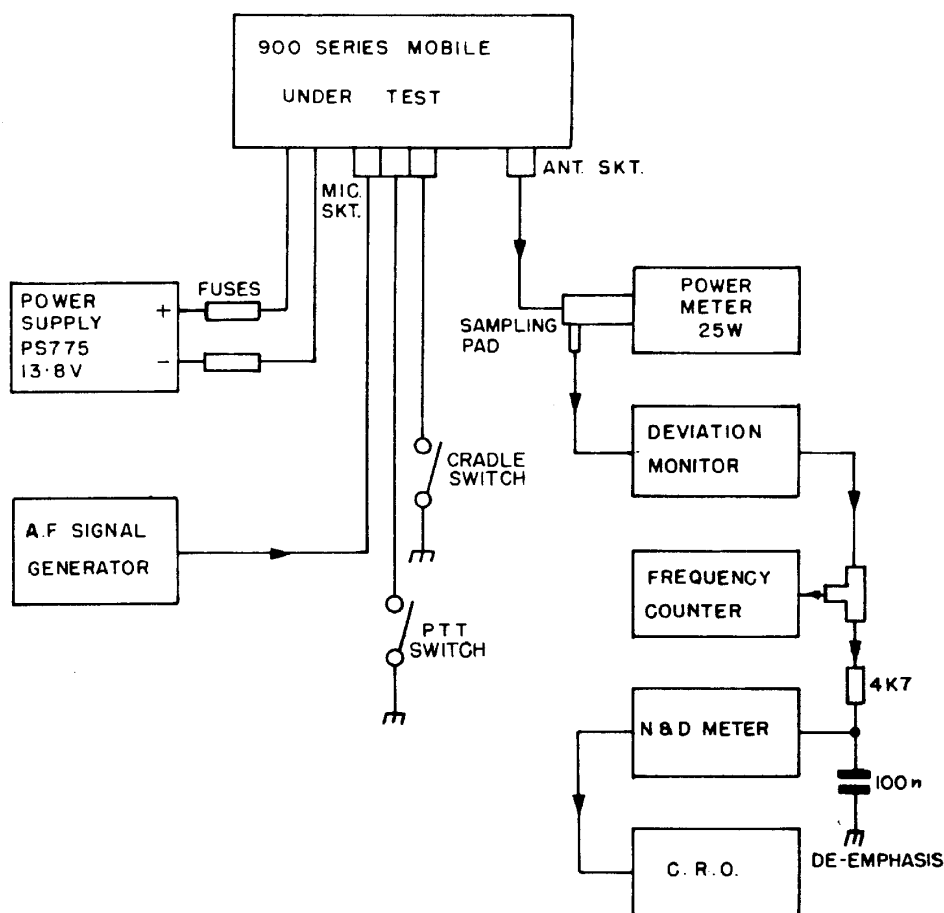 900 SERIES MOBILE
UNDER TEST
MIC.
SKT.
ANT. SKT.
POWER
SUPPLY
PS775
13·8V
+
−
FUSES
SAMPLING
PAD
POWER
METER
25W
DEVIATION
MONITOR
CRADLE
SWITCH
A.F SIGNAL
GENERATOR
FREQUENCY
COUNTER
PTT
SWITCH
4K7
N & D METER
100n
DE-EMPHASIS
C. R. O.